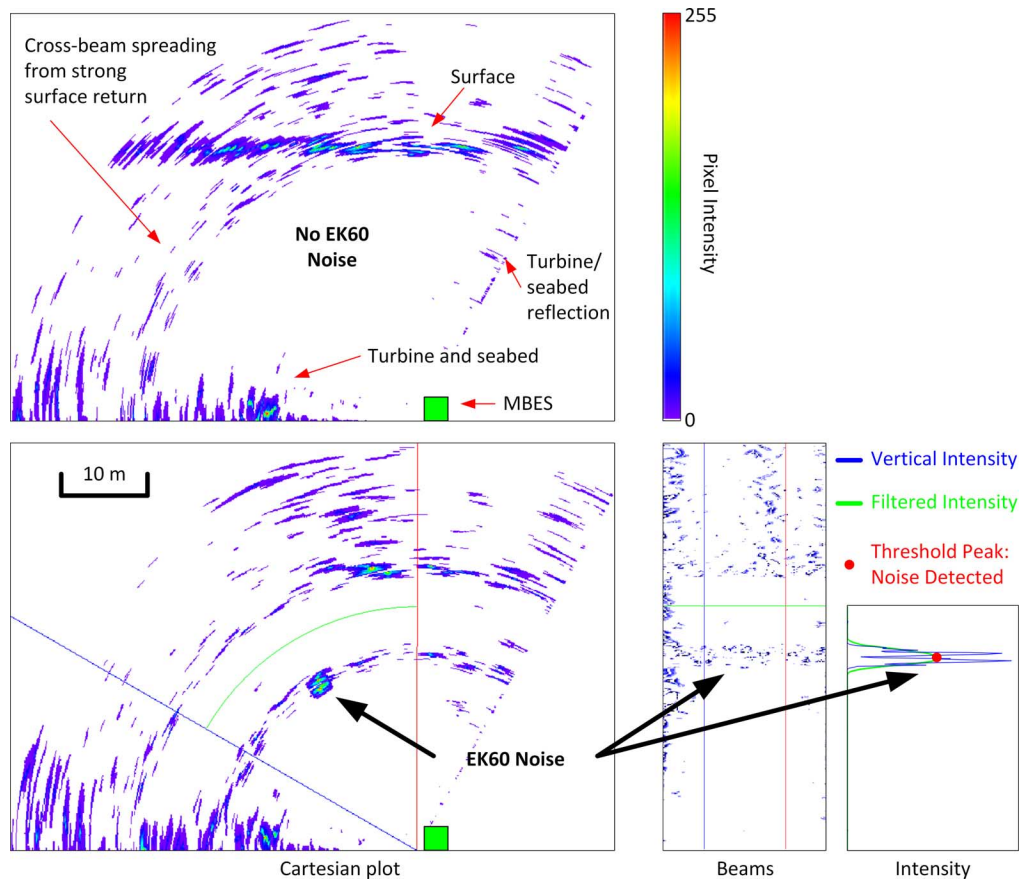 Cross-beam spreading
from strong
surface return
Surface
No EK60
Noise
Turbine/
seabed
reflection
Turbine and seabed
MBES
255
Pixel Intensity
0
10 m
EK60 Noise
Vertical Intensity
Filtered Intensity
Threshold Peak:
Noise Detected
Cartesian plot
Beams
Intensity